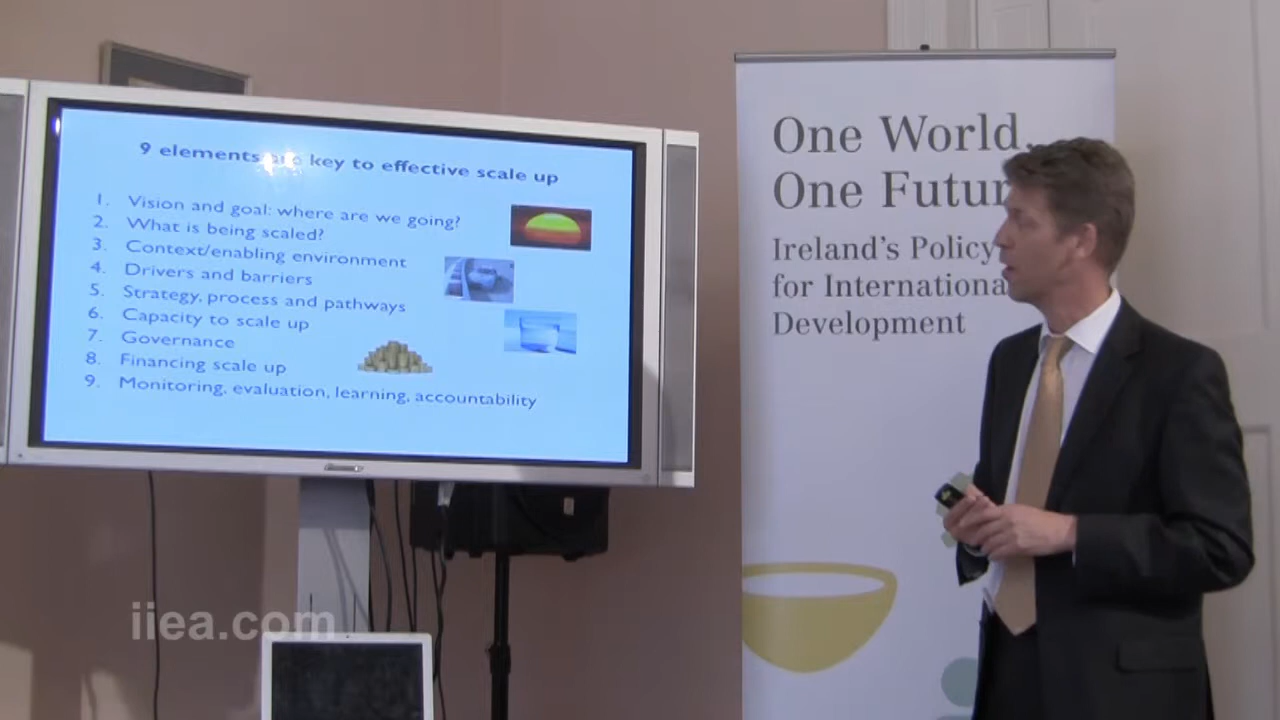 9 elements are key to effective scale up
1. Vision and goal: where are we going?
2. What is being scaled?
3. Context/enabling environment
4. Drivers and barriers
5. Strategy, process and pathways
6. Capacity to scale up
7. Governance
8. Financing scale up
9. Monitoring, evaluation, learning, accountability
One World.
One Futur
Ireland's Policy
for Internationa
Development
iiea.com